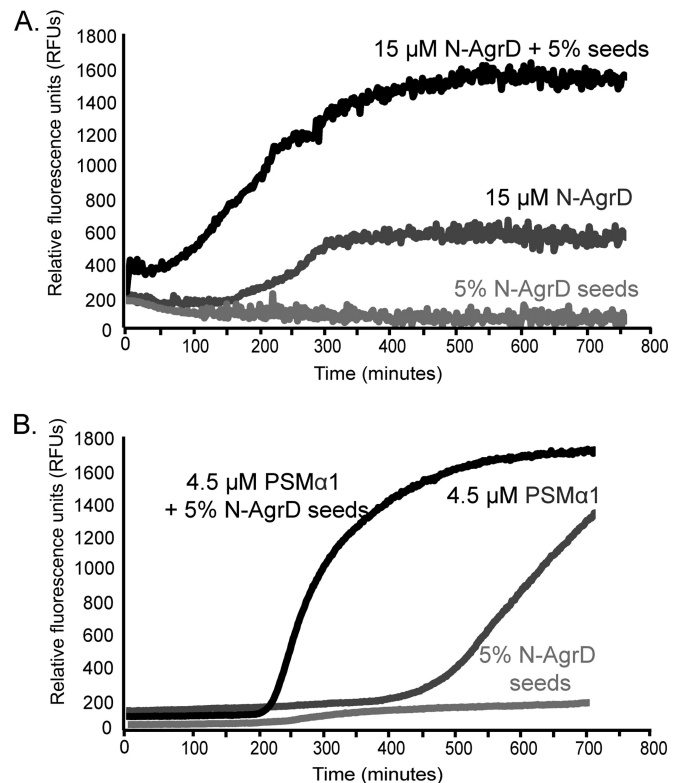 A.
Relative fluorescence units (RFUs)
1800
1600
1400
1200
1000
800
600
400
200
0
15 µM N-AgrD + 5% seeds
15 µM N-AgrD
5% N-AgrD seeds
0 100 200 300 400 500 600 700 800
Time (minutes)
B.
Relative fluorescence units (RFUs)
1800
1600
1400
1200
1000
800
600
400
200
0
4.5 µM PSMα1
+ 5% N-AgrD seeds
4.5 µM PSMα1
5% N-AgrD
seeds
0 100 200 300 400 500 600 700 800
Time (minutes)